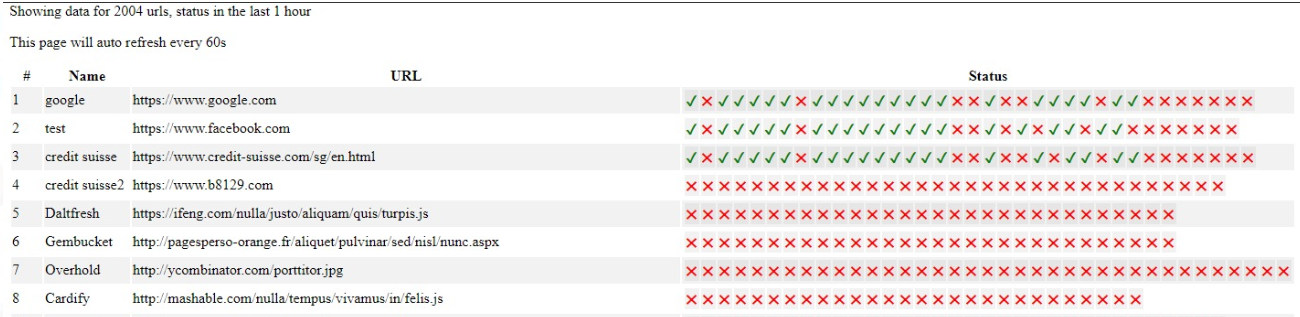 Showing data for 2004 urls, status in the last 1 hour
This page will auto refresh every 60s
# Name URL Status
1 google https://www.google.com
2 test https://www.facebook.com
3 credit suisse https://www.credit-suisse.com/sg/en.html
4 credit suisse2 https://www.b8129.com
5 Daltfresh https://ifeng.com/nulla/justo/aliquam/quis/turpis.js
6 Gembucket http://pagesperso-orange.fr/aliquet/pulvinar/sed/nisl/nunc.aspx
7 Overhold http://ycombinator.com/porttitor.jpg
8 Cardify http://mashable.com/nulla/tempus/vivamus/in/felis.js